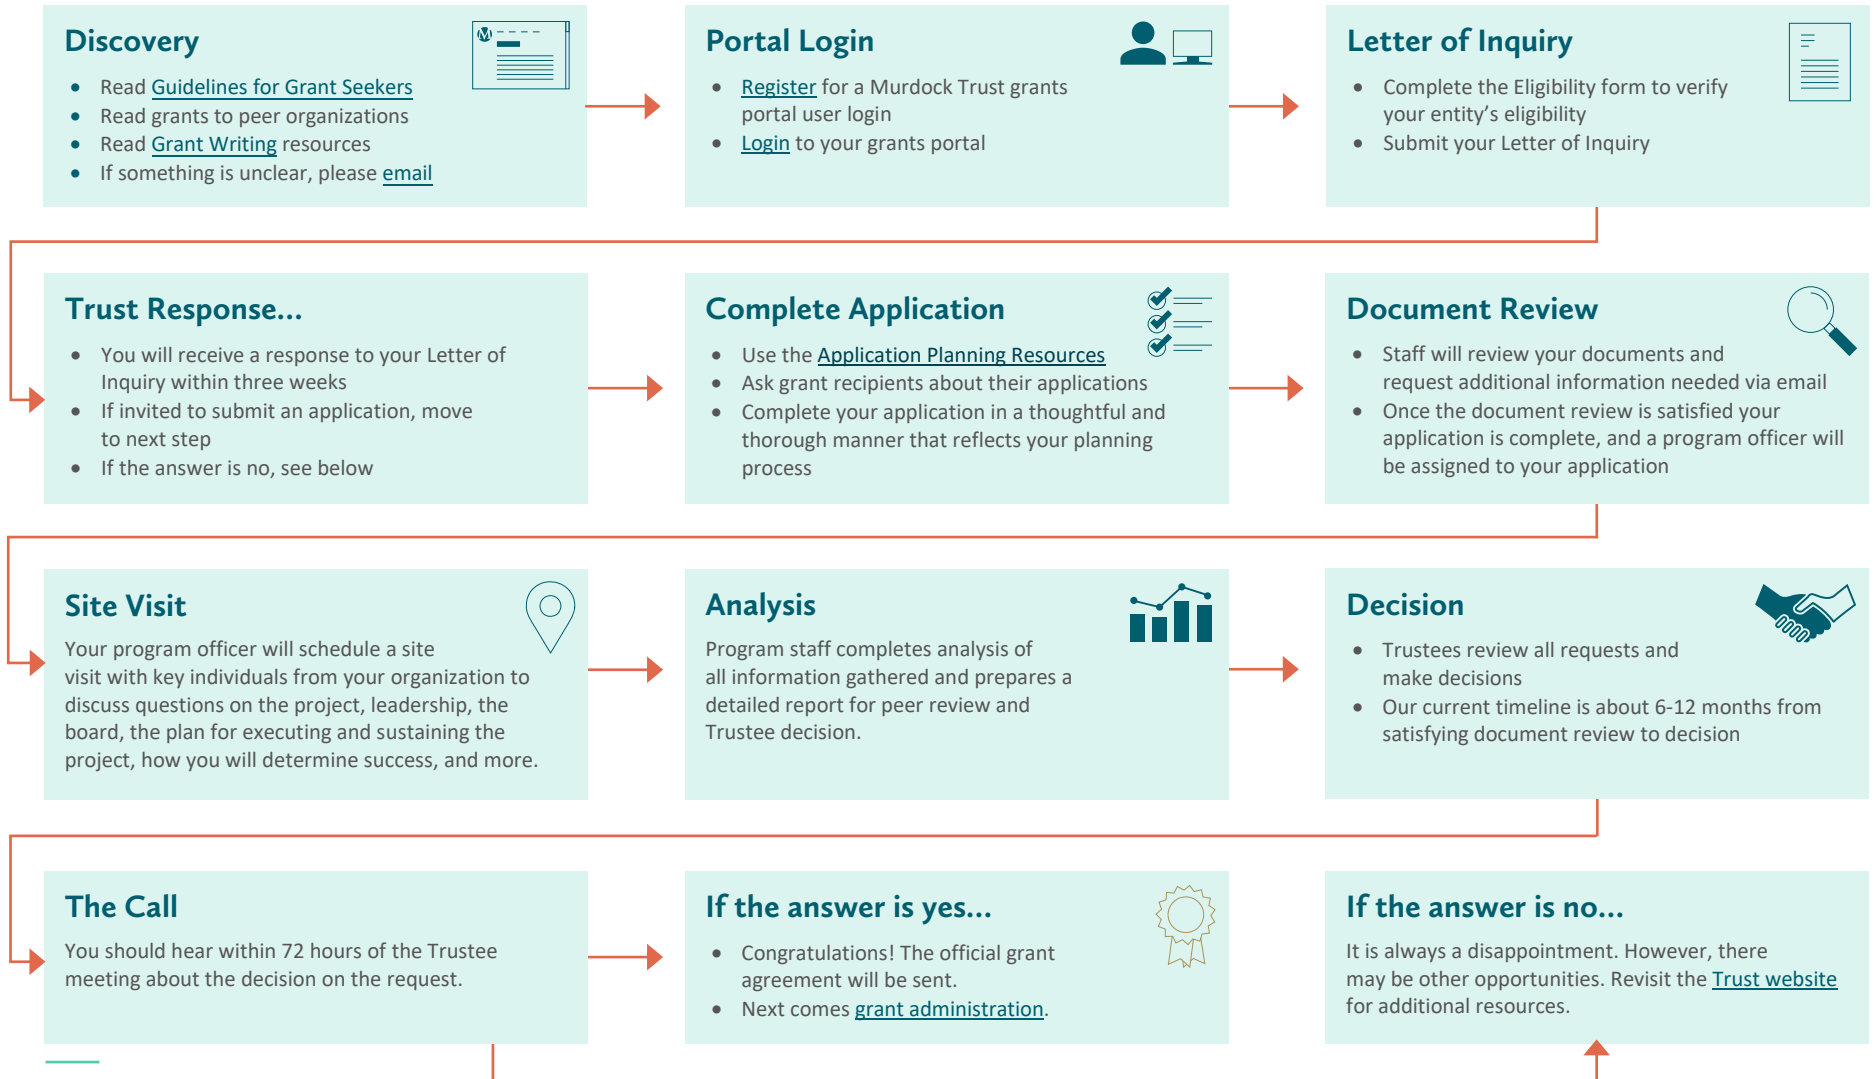 Discovery
• Read Guidelines for Grant Seekers
• Read grants to peer organizations
• Read Grant Writing resources
• If something is unclear, please email
Portal Login
• Register for a Murdock Trust grants
portal user login
• Login to your grants portal
Letter of Inquiry
• Complete the Eligibility form to verify
your entity's eligibility
• Submit your Letter of Inquiry
Trust Response...
• You will receive a response to your Letter of
Inquiry within three weeks
• If invited to submit an application, move
to next step
• If the answer is no, see below
Complete Application
• Use the Application Planning Resources
• Ask grant recipients about their applications
• Complete your application in a thoughtful and
thorough manner that reflects your planning
process
Document Review
• Staff will review your documents and
request additional information needed via email
• Once the document review is satisfied your
application is complete, and a program officer will
be assigned to your application
Site Visit
Your program officer will schedule a site
visit with key individuals from your organization to
discuss questions on the project, leadership, the
board, the plan for executing and sustaining the
project, how you will determine success, and more.
Analysis
Program staff completes analysis of
all information gathered and prepares a
detailed report for peer review and
Trustee decision.
Decision
• Trustees review all requests and
make decisions
• Our current timeline is about 6-12 months from
satisfying document review to decision
The Call
You should hear within 72 hours of the Trustee
meeting about the decision on the request.
If the answer is yes...
• Congratulations! The official grant
agreement will be sent.
• Next comes grant administration.
If the answer is no...
It is always a disappointment. However, there
may be other opportunities. Revisit the Trust website
for additional resources.